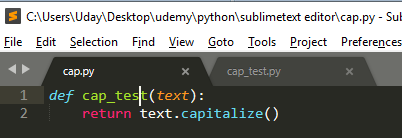 C:\Users\Uday\Desktop\udemy\python\sublimetext editor\cap.py - Sub
File Edit Selection Find View Goto Tools Project Preferences
cap.py × cap_test.py ×
1 def cap_test(text):
2 return text.capitalize()